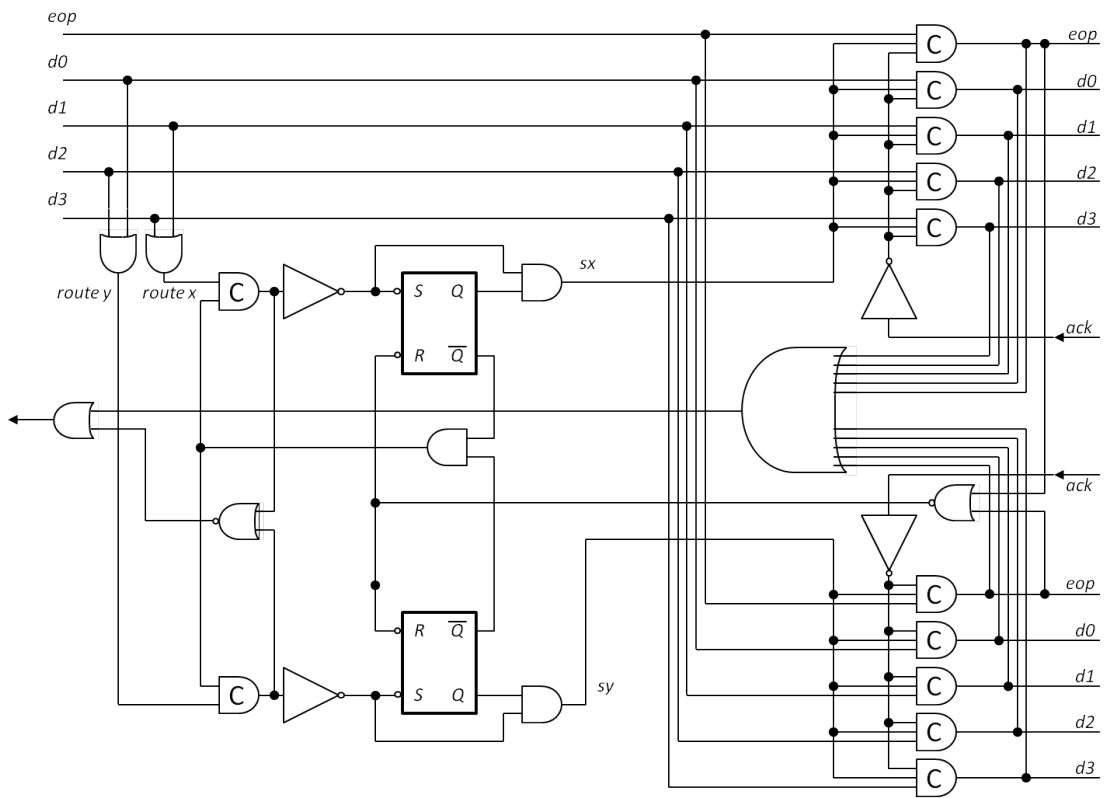 eop
d0
d1
d2
d3
C
C
C
C
C
eop
d0
d1
d2
d3
route y
route x
C
S
Q
R
Q̅
sx
ack
ack
R
Q̅
S
Q
C
sy
C
C
C
C
C
eop
d0
d1
d2
d3